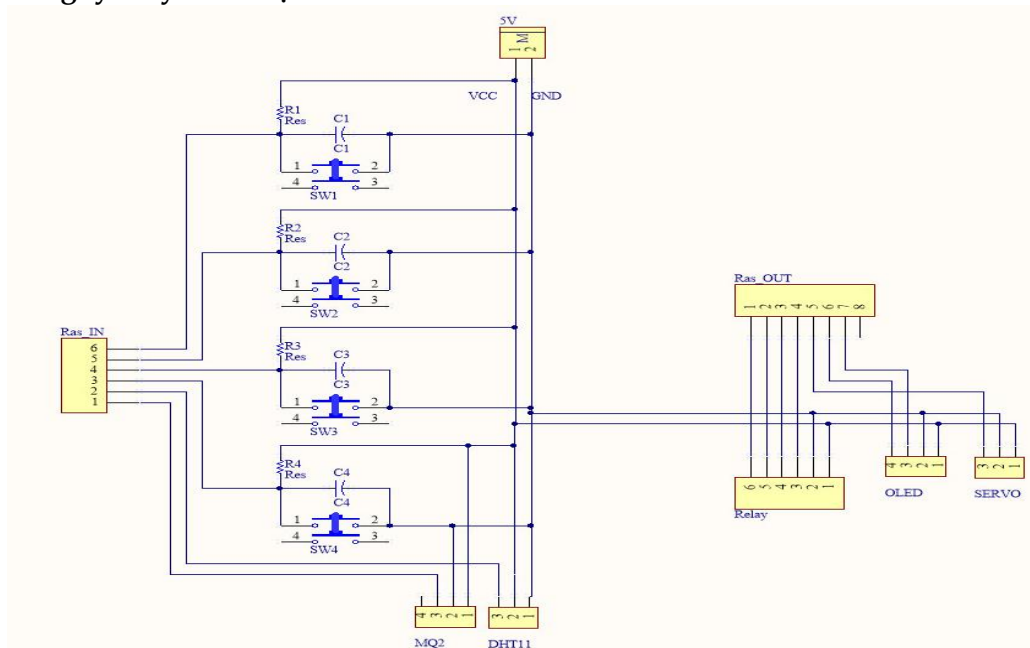 5V
M
1 2
VCC GND
R1
Res
C1
C1
1 2
4 3
SW1
R2
Res
C2
C2
1 2
4 3
SW2
Ras_OUT
1 2 3 4 5 6 7 8
Ras_IN
6
5
4
3
2
1
R3
Res
C3
C3
1 2
4 3
SW3
R4
Res
C4
C4
1 2
4 3
SW4
6 5 4 3 2 1
Relay
4 3 2 1
OLED
3 2 1
SERVO
4 3 2 1
MQ2
3 2 1
DHT11